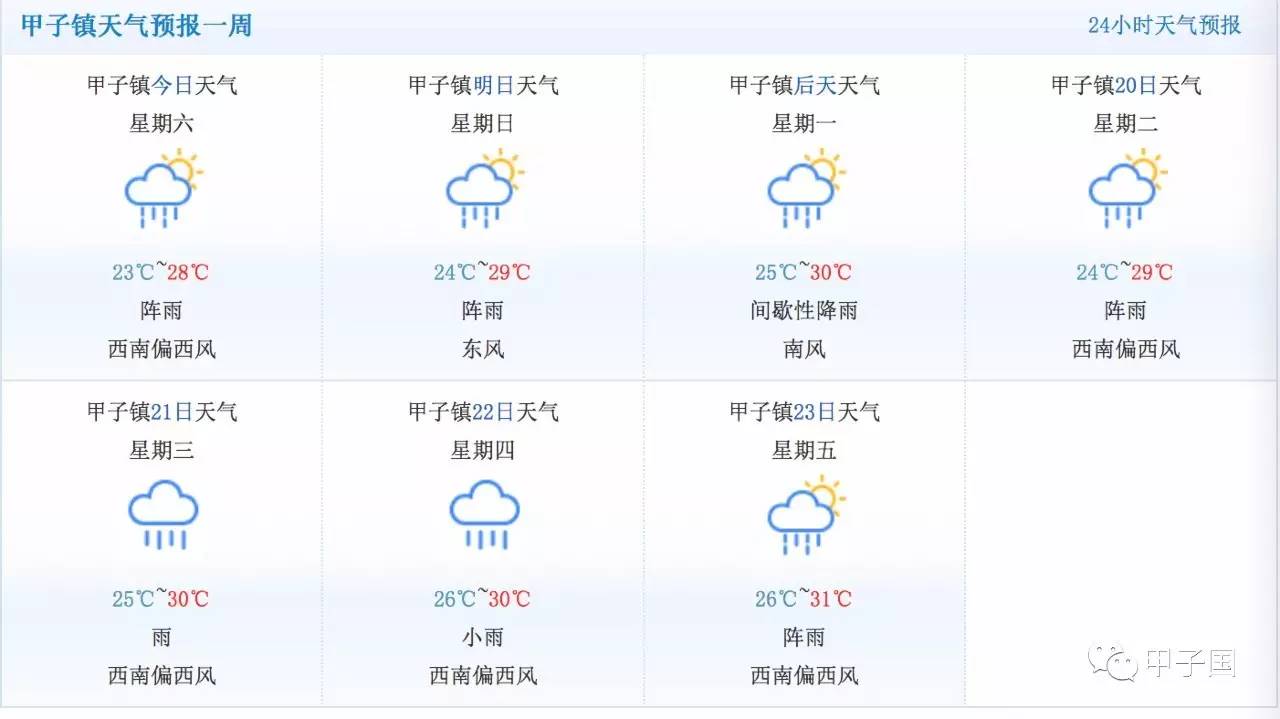 甲子镇天气预报一周
24小时天气预报
甲子镇今日天气
星期六
23℃~28℃
阵雨
西南偏西风
甲子镇明日天气
星期日
24℃~29℃
阵雨
东风
甲子镇后天天气
星期一
25℃~30℃
间歇性降雨
南风
甲子镇20日天气
星期二
24℃~29℃
阵雨
西南偏西风
甲子镇21日天气
星期三
25℃~30℃
雨
西南偏西风
甲子镇22日天气
星期四
26℃~30℃
小雨
西南偏西风
甲子镇23日天气
星期五
26℃~31℃
阵雨
西南偏西风
甲子国